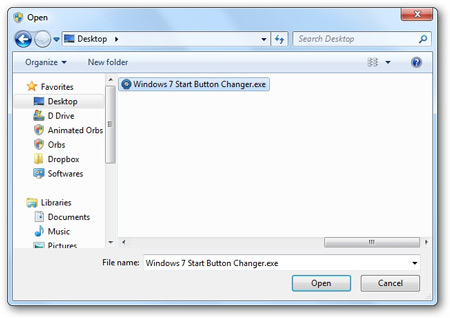 Open
Desktop
Search Desktop
Organize
New folder
Favorites
Desktop
D Drive
Animated Orbs
Orbs
Dropbox
Softwares
Libraries
Documents
Music
Pictures
Windows 7 Start Button Changer.exe
File name:
Windows 7 Start Button Changer.exe
Open
Cancel